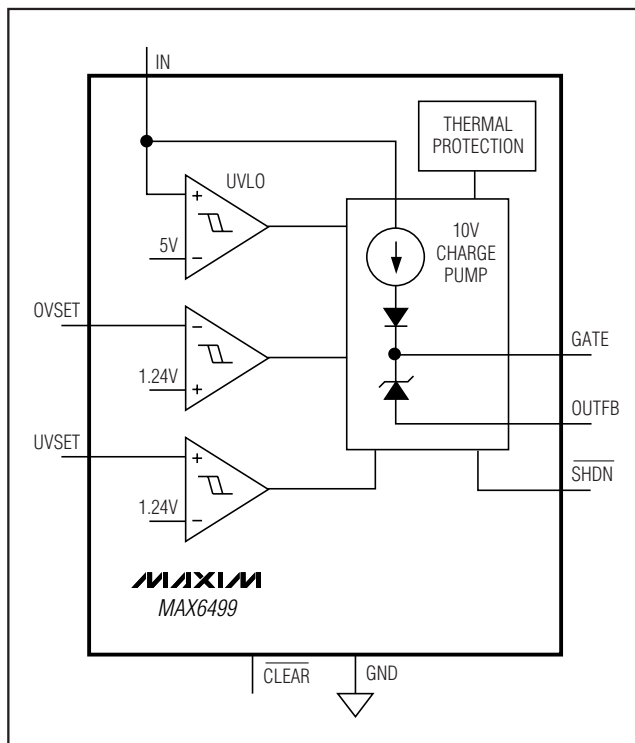 IN
THERMAL
PROTECTION
UVLO
+
5V
−
10V
CHARGE
PUMP
OVSET
−
1.24V
+
GATE
OUTFB
UVSET
+
1.24V
−
SHDN
MAXIM
MAX6499
CLEAR
GND